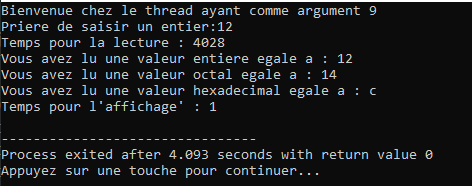 Bienvenue chez le thread ayant comme argument 9
Priere de saisir un entier:12
Temps pour la lecture : 4028
Vous avez lu une valeur entiere egale a : 12
Vous avez lu une valeur octal egale a : 14
Vous avez lu une valeur hexadecimal egale a : c
Temps pour l'affichage' : 1
--------------------------------
Process exited after 4.093 seconds with return value 0
Appuyez sur une touche pour continuer...